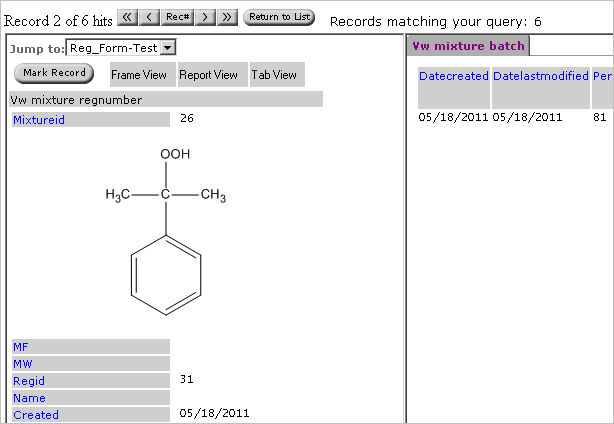 Record 2 of 6 hits « ‹ Rec# › » Return to List Records matching your query: 6
Jump to: Reg_Form-Test
Mark Record Frame View Report View Tab View
Vw mixture regnumber
Mixtureid 26
OOH
H₃C C CH₃
MF
MW
Regid 31
Name
Created 05/18/2011
Vw mixture batch
Datecreated Datelastmodified Per
05/18/2011 05/18/2011 81